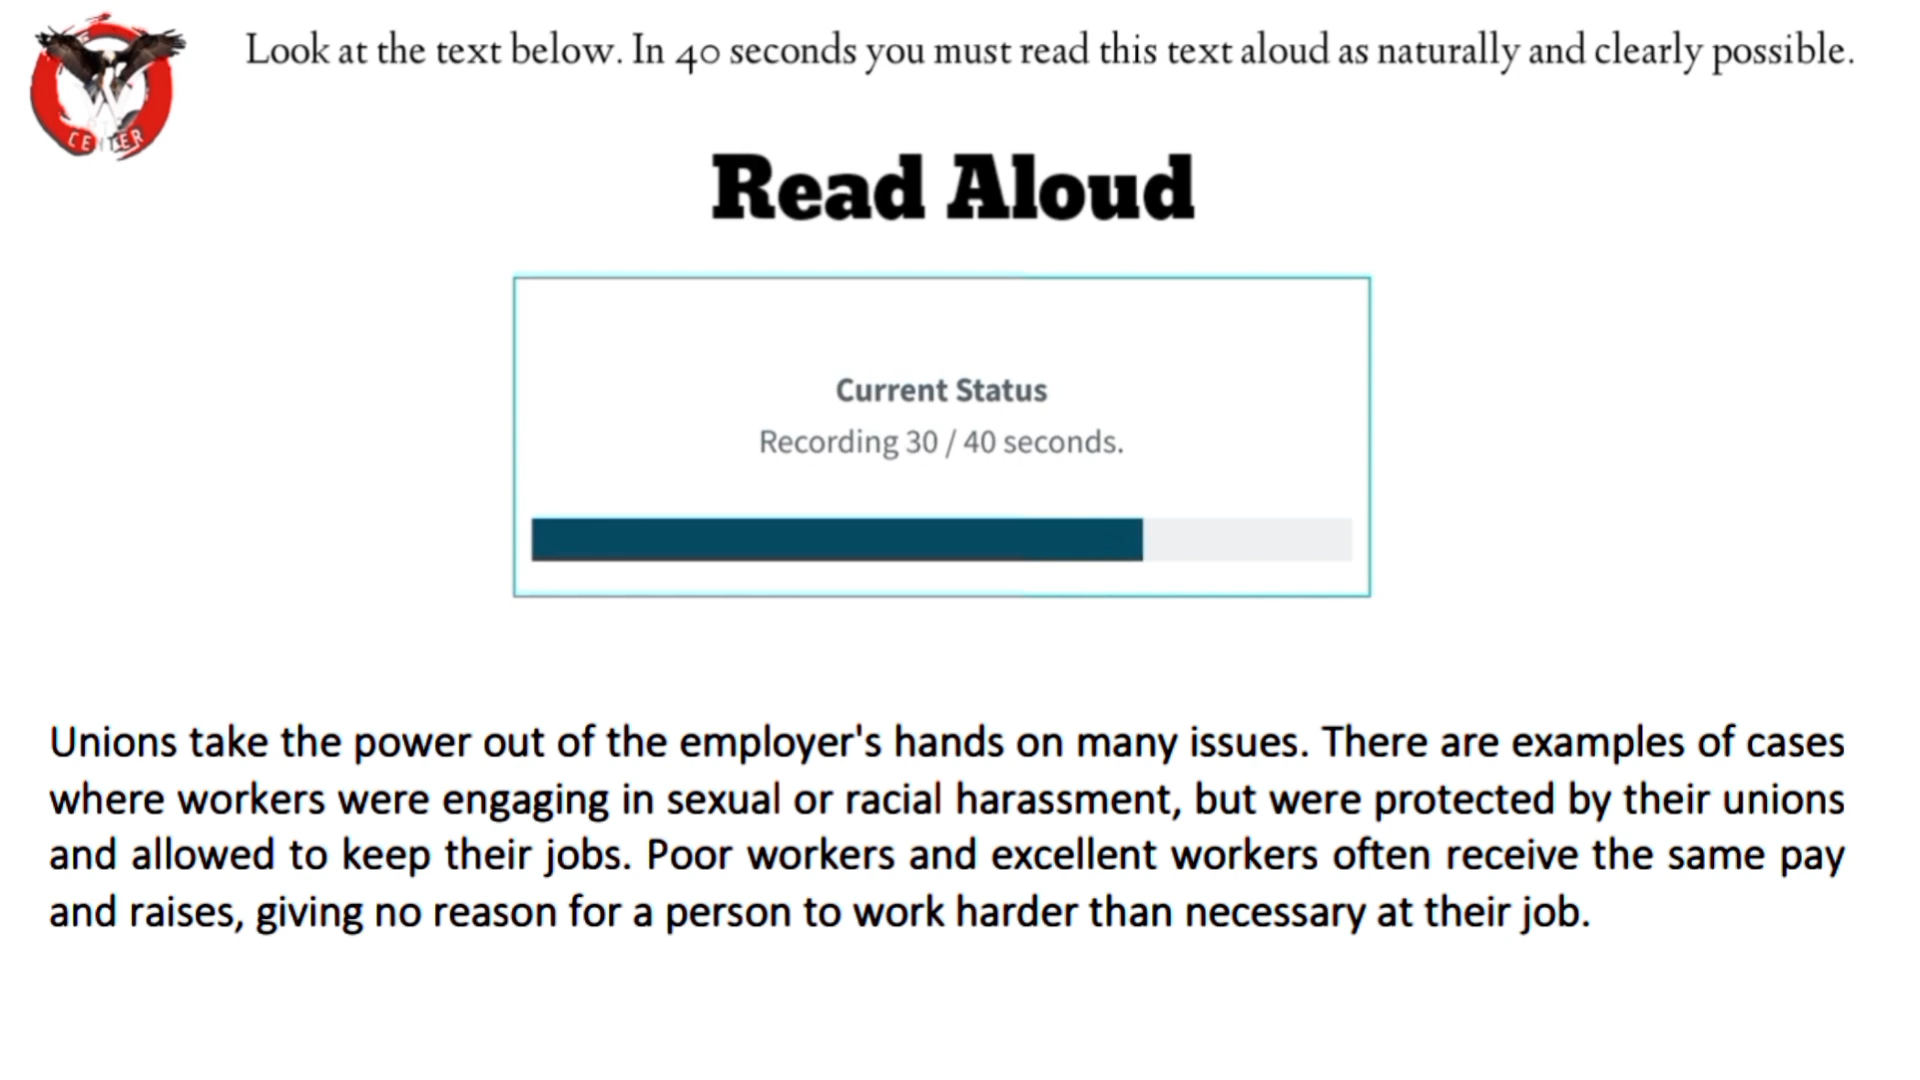 Look at the text below. In 40 seconds you must read this text aloud as naturally and clearly possible.
CENTER
Read Aloud
Current Status
Recording 30 / 40 seconds.
Unions take the power out of the employer's hands on many issues. There are examples of cases
where workers were engaging in sexual or racial harassment, but were protected by their unions
and allowed to keep their jobs. Poor workers and excellent workers often receive the same pay
and raises, giving no reason for a person to work harder than necessary at their job.